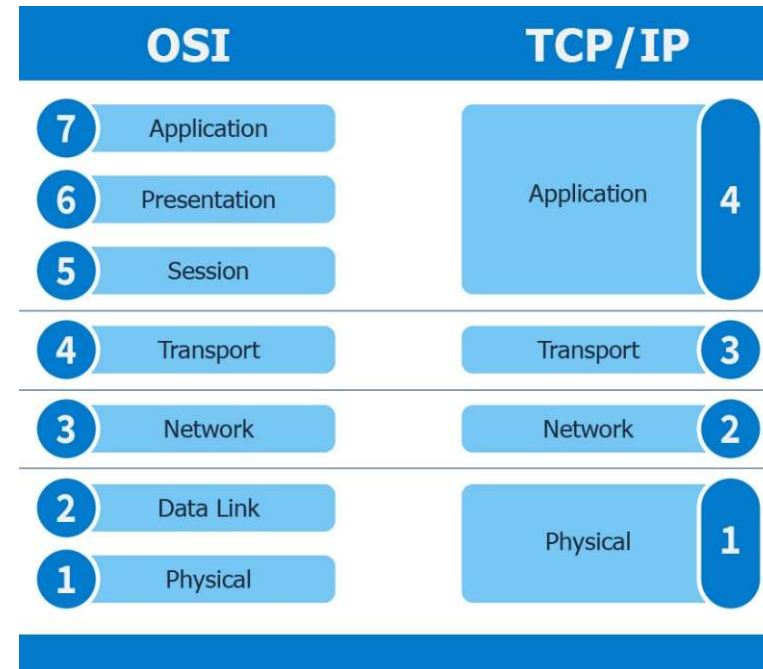 OSI
TCP/IP
7 Application
6 Presentation
5 Session
Application 4
4 Transport
Transport 3
3 Network
Network 2
2 Data Link
1 Physical
Physical 1